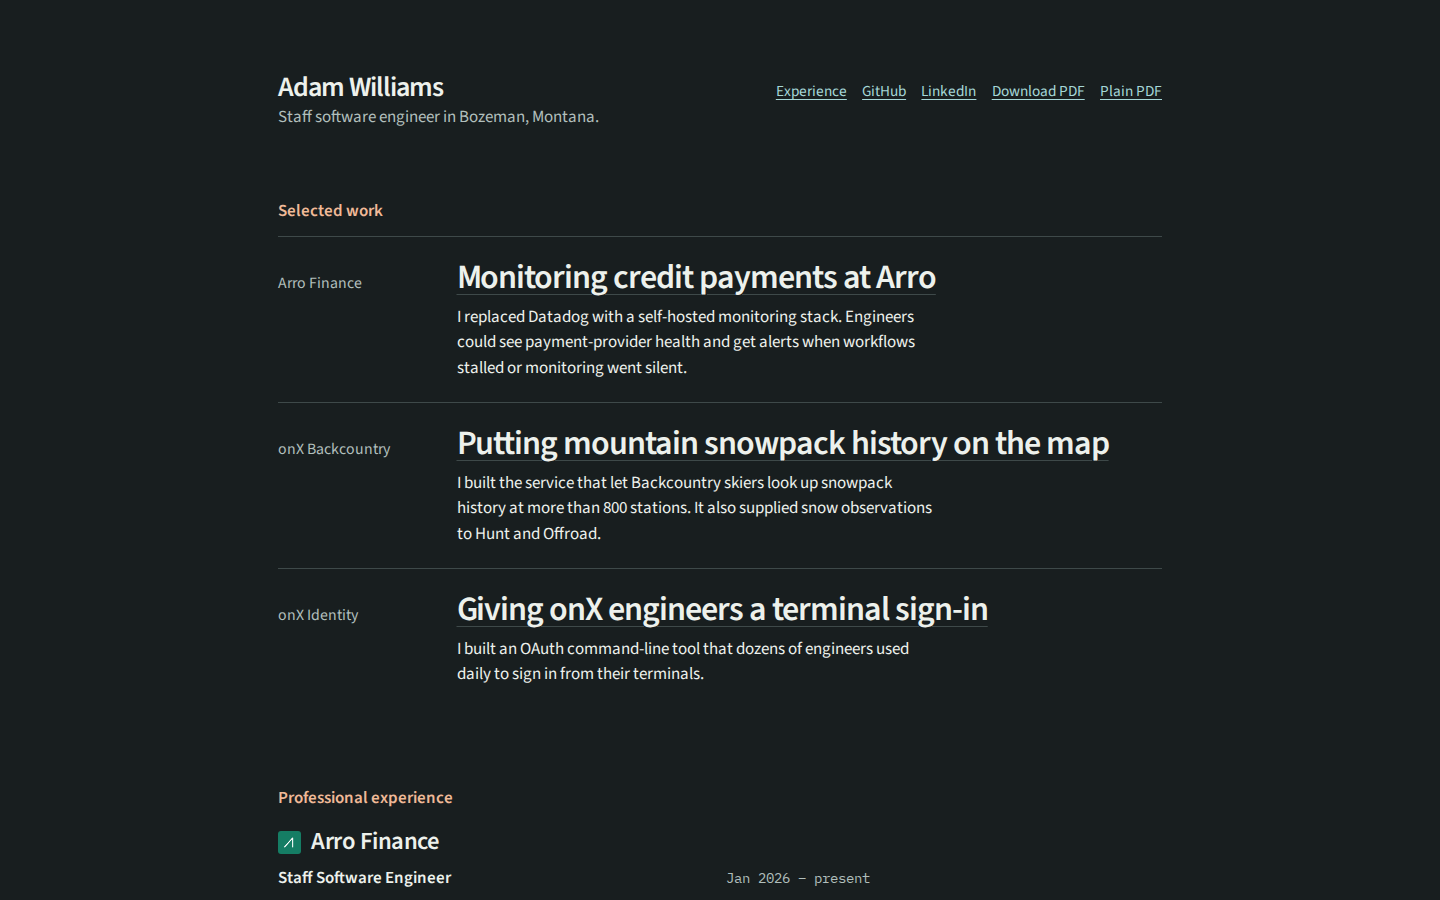 Adam Williams
Experience GitHub LinkedIn Download PDF Plain PDF
Staff software engineer in Bozeman, Montana.
Selected work
Arro Finance
Monitoring credit payments at Arro
I replaced Datadog with a self-hosted monitoring stack. Engineers
could see payment-provider health and get alerts when workflows
stalled or monitoring went silent.
onX Backcountry
Putting mountain snowpack history on the map
I built the service that let Backcountry skiers look up snowpack
history at more than 800 stations. It also supplied snow observations
to Hunt and Offroad.
onX Identity
Giving onX engineers a terminal sign-in
I built an OAuth command-line tool that dozens of engineers used
daily to sign in from their terminals.
Professional experience
Arro Finance
Staff Software Engineer
Jan 2026 – present